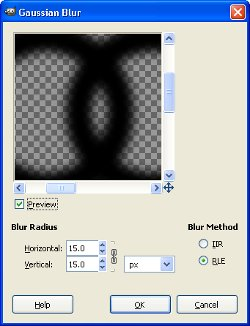 Gaussian Blur
Preview
Blur Radius
Blur Method
Horizontal: 15.0
IIR
Vertical: 15.0
px
RLE
Help
OK
Cancel